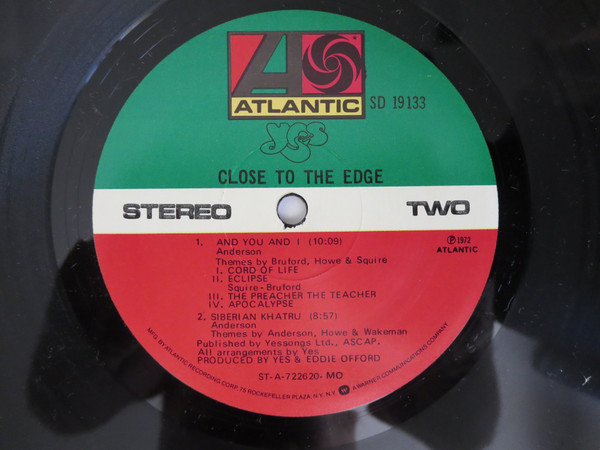 ATLANTIC
SD 19133
yes
CLOSE TO THE EDGE
STEREO
TWO
1. AND YOU AND I (10:09)
Anderson
Themes by Bruford, Howe & Squire
I. CORD OF LIFE
II. ECLIPSE
Squire-Bruford
III. THE PREACHER THE TEACHER
IV. APOCALYPSE
2. SIBERIAN KHATRU (8:57)
Anderson
Themes by Anderson, Howe & Wakeman
Published by Yessongs Ltd., ASCAP.
All arrangements by Yes
PRODUCED BY YES & EDDIE OFFORD
ST-A-722620-MO
℗1972
ATLANTIC
MFG. BY ATLANTIC RECORDING CORP. 75 ROCKEFELLER PLAZA, N.Y., N.Y. A WARNER COMMUNICATIONS COMPANY